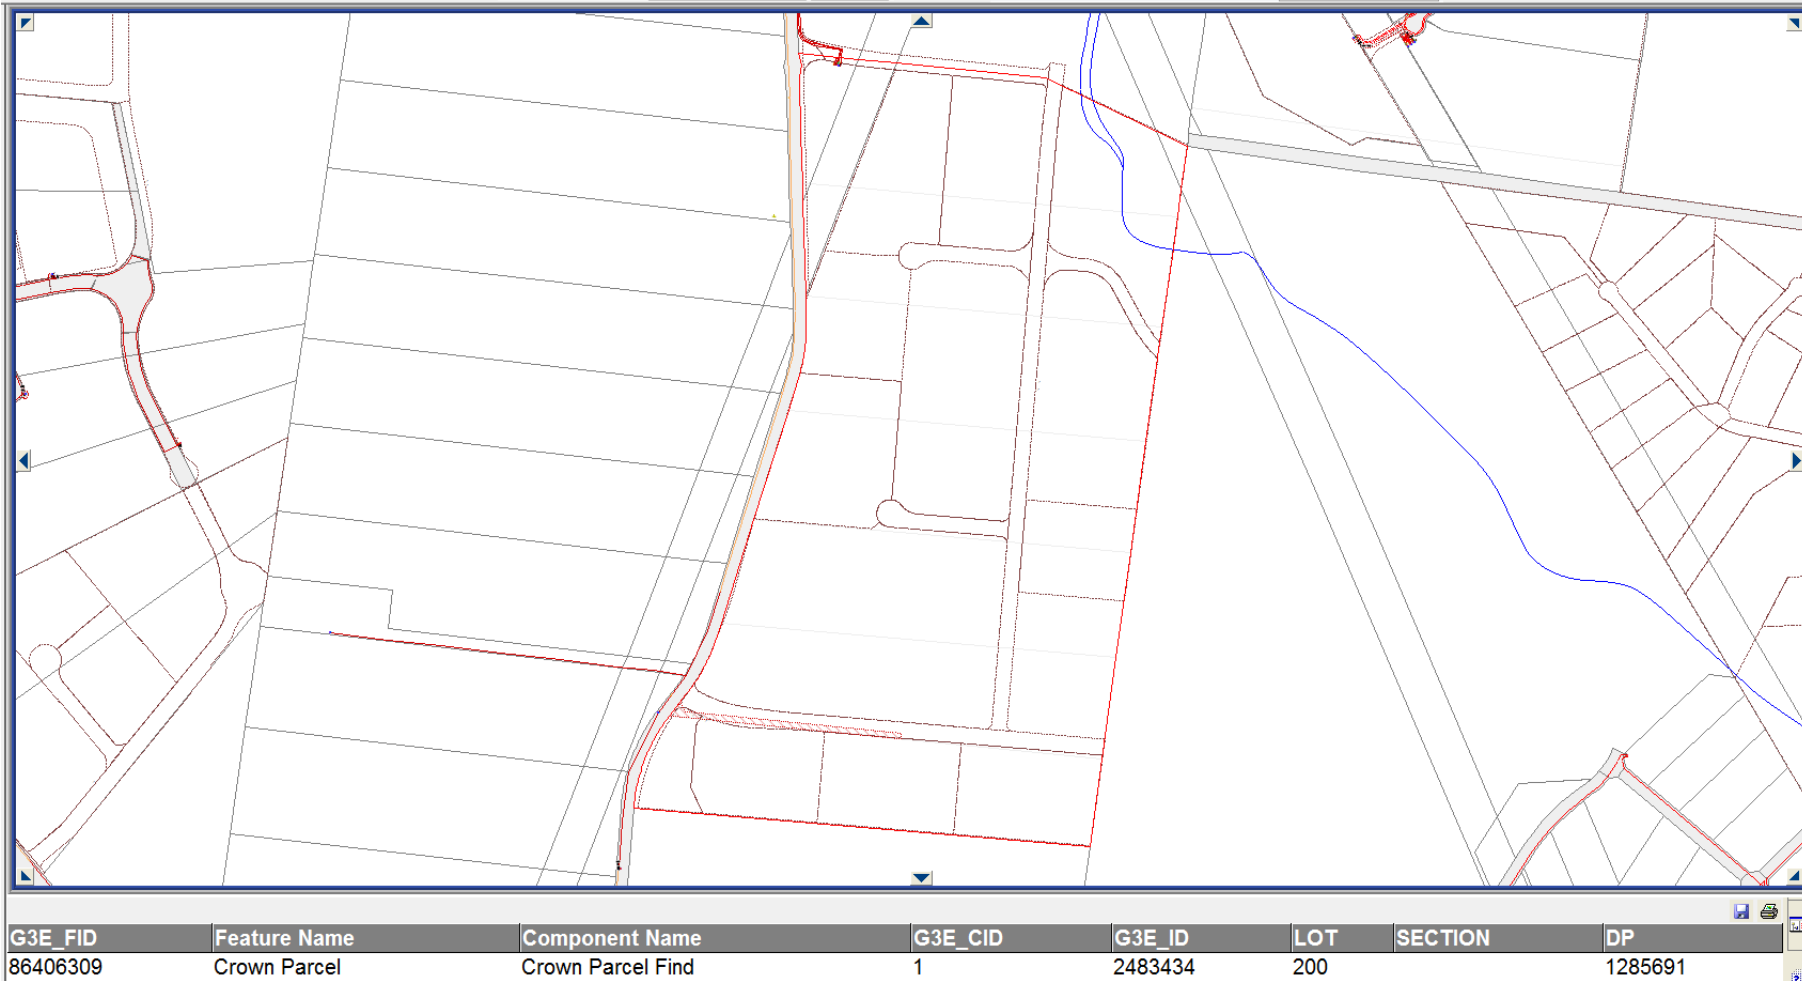 G3E_FID Feature Name Component Name G3E_CID G3E_ID LOT SECTION DP
86406309 Crown Parcel Crown Parcel Find 1 2483434 200 1285691